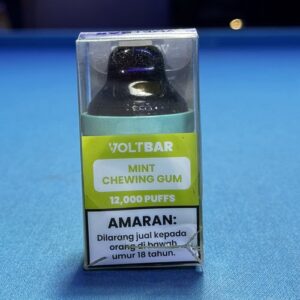 VOLTBAR
MINT
CHEWING GUM
12,000 PUFFS
AMARAN:
Dilarang jual kepada
orang di bawah
umur 18 tahun.